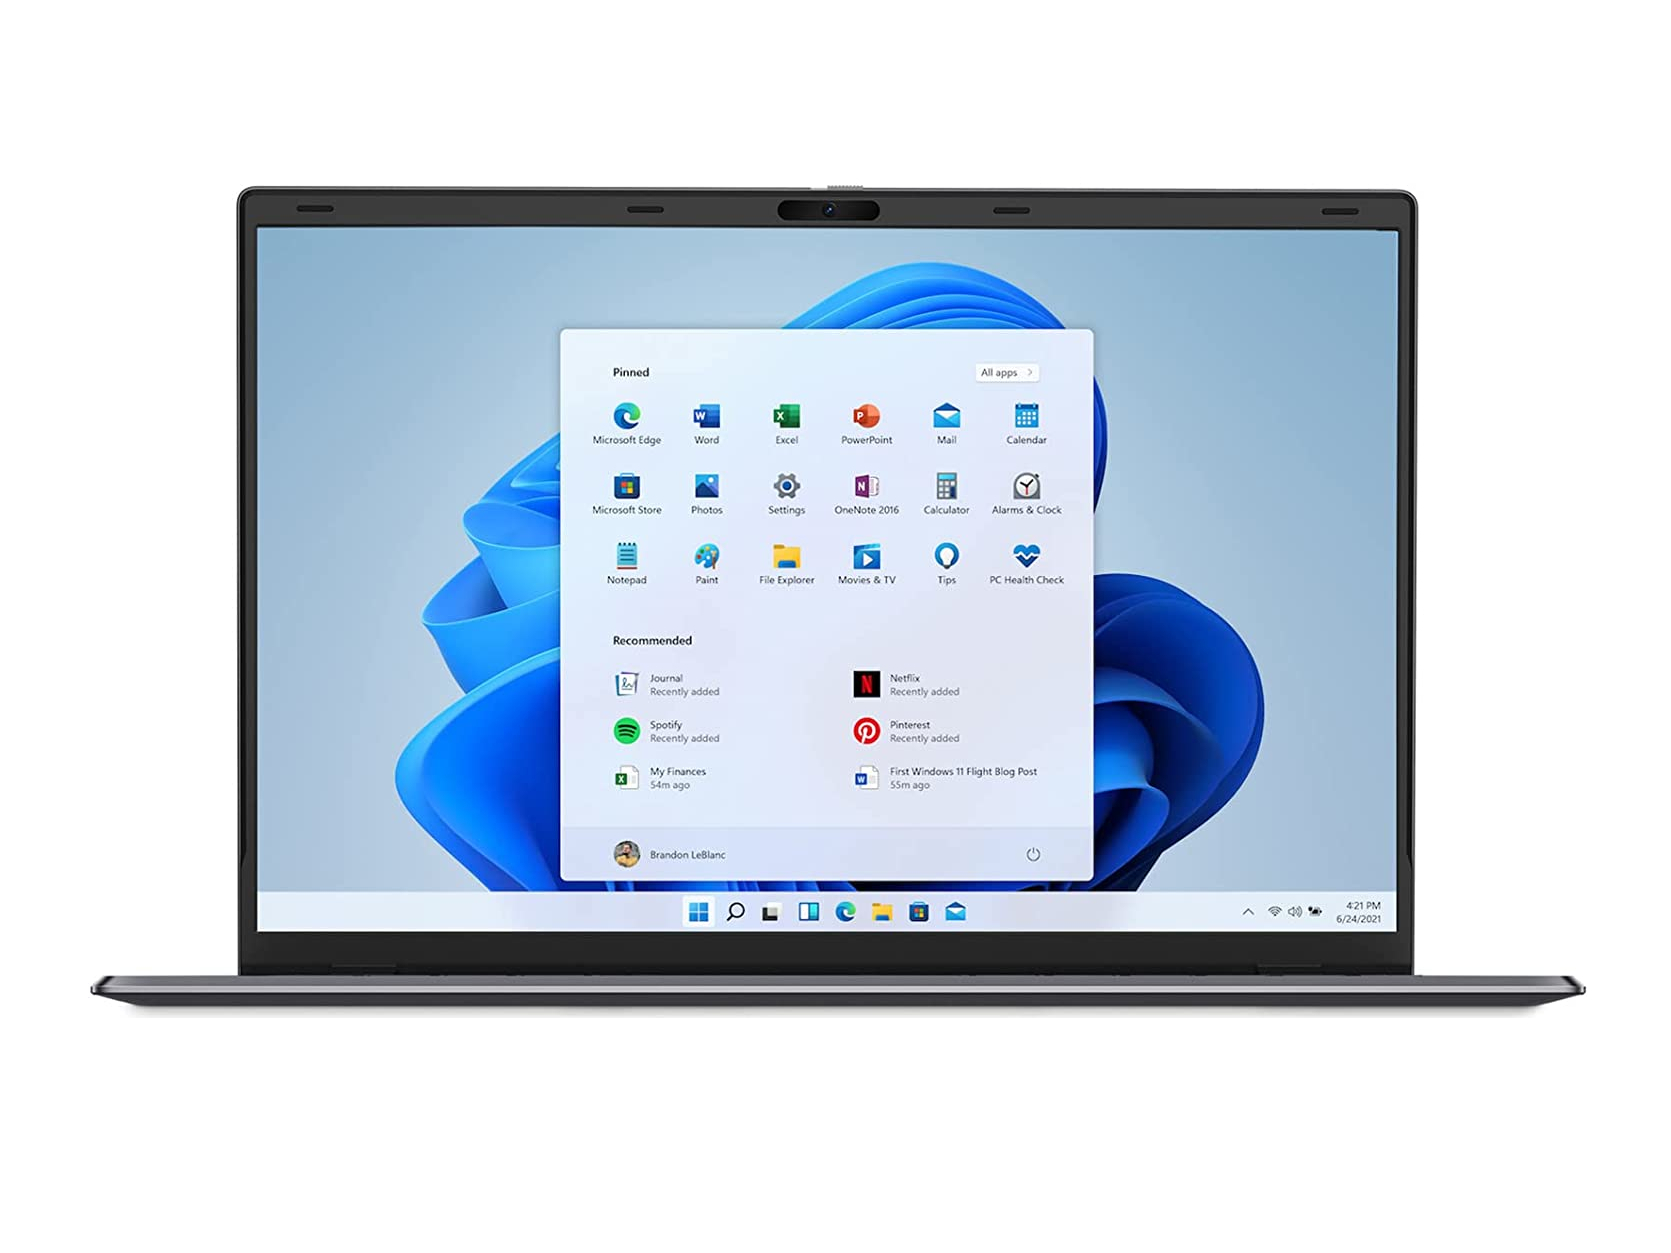 Pinned
All apps >
Microsoft Edge Word Excel PowerPoint Mail Calendar
Microsoft Store Photos Settings OneNote 2016 Calculator Alarms & Clock
Notepad Paint File Explorer Movies & TV Tips PC Health Check
Recommended
Journal
Recently added
Netflix
Recently added
Spotify
Recently added
Pinterest
Recently added
My Finances
54m ago
First Windows 11 Flight Blog Post
55m ago
Brandon LeBlanc
4:21 PM
6/24/2021